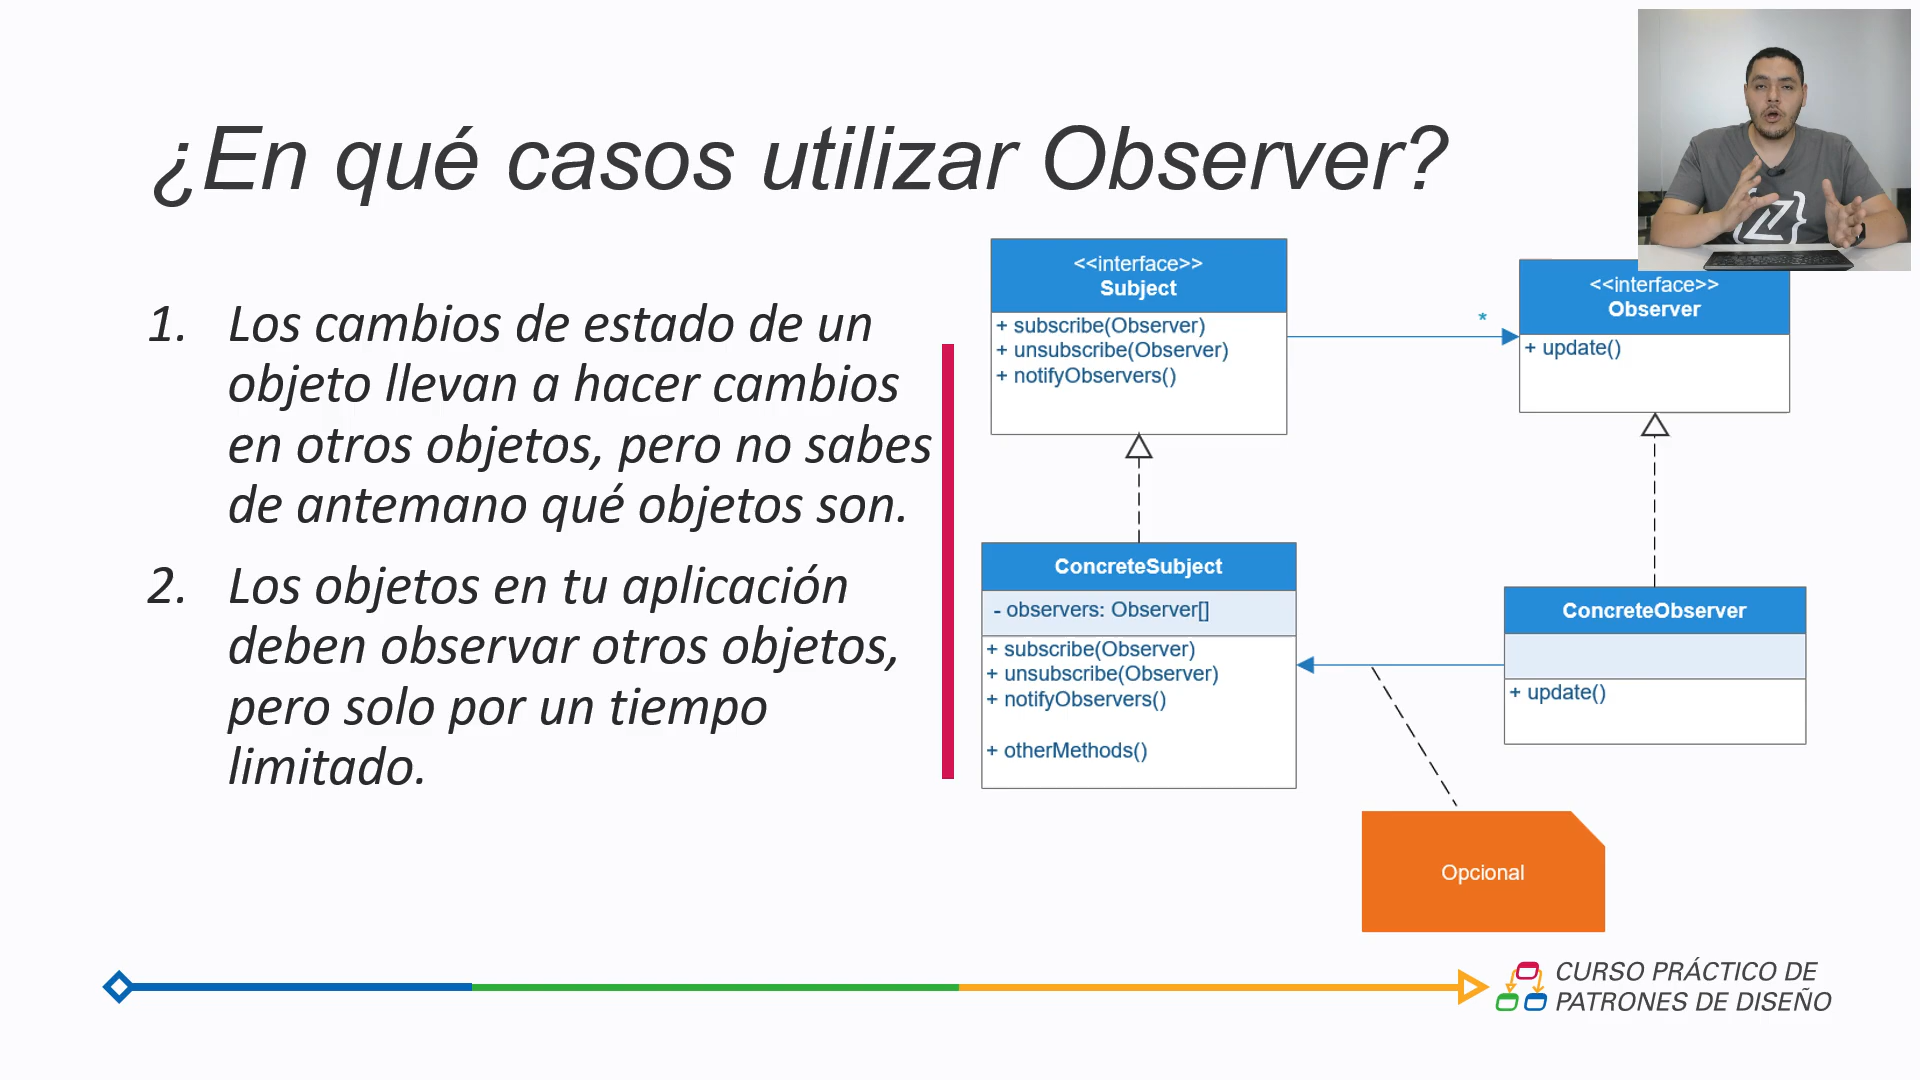 ¿En qué casos utilizar Observer?
1. Los cambios de estado de un
objeto llevan a hacer cambios
en otros objetos, pero no sabes
de antemano qué objetos son.
2. Los objetos en tu aplicación
deben observar otros objetos,
pero solo por un tiempo
limitado.
<<interface>>
Subject
+ subscribe(Observer)
+ unsubscribe(Observer)
+ notifyObservers()
*
<<interface>>
Observer
+ update()
ConcreteSubject
- observers: Observer[]
+ subscribe(Observer)
+ unsubscribe(Observer)
+ notifyObservers()
+ otherMethods()
ConcreteObserver
+ update()
Opcional
CURSO PRÁCTICO DE
PATRONES DE DISEÑO